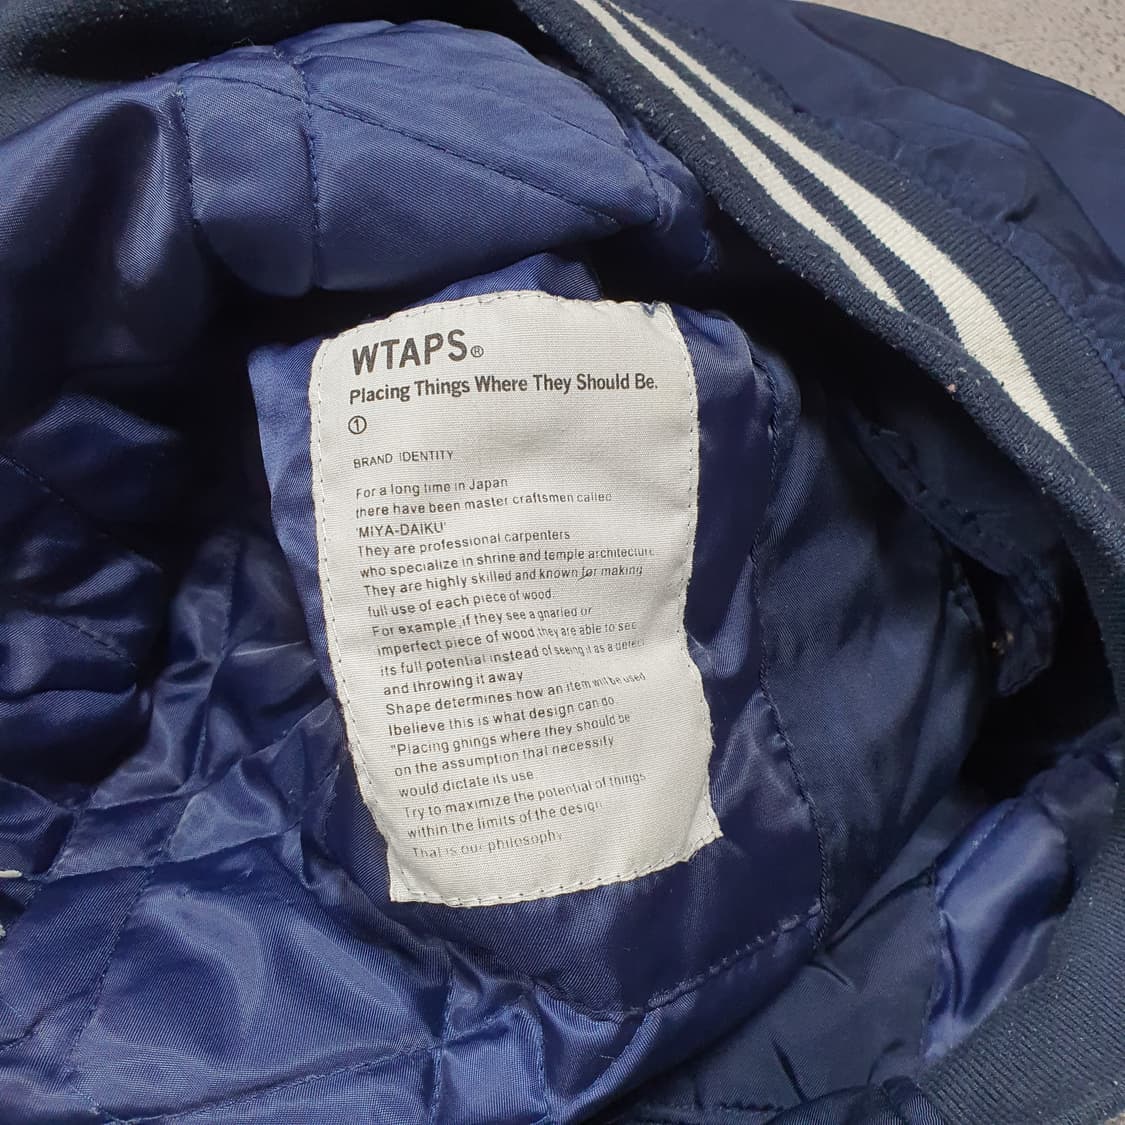 WTAPS®
Placing Things Where They Should Be.
①
BRAND IDENTITY
For a long time in Japan
there have been master craftsmen called
'MIYA-DAIKU'
They are professional carpenters
who specialize in shrine and temple architecture
They are highly skilled and known for making
full use of each piece of wood.
For example,if they see a gnarled or
imperfect piece of wood they are able to see
its full potential instead of seeing it as a defect
and throwing it away
Shape determines how an item will be used
Ibelieve this is what design can do
"Placing ghings where they should be
on the assumption that necessity
would dictate its use
Try to maximize the potential of things
within the limits of the design
That is our philosophy